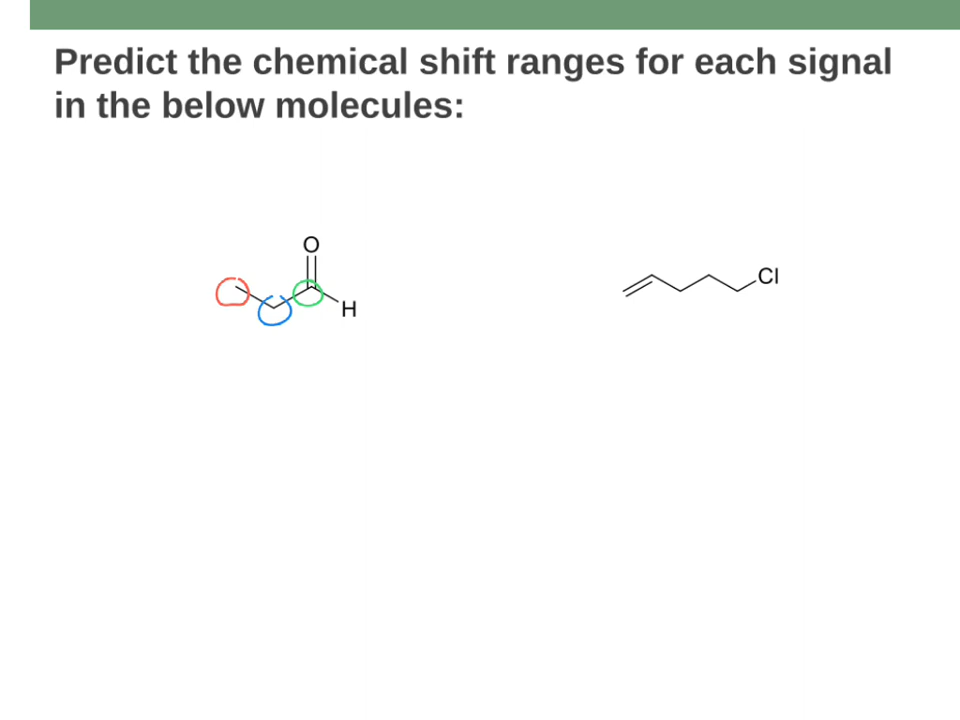 Predict the chemical shift ranges for each signal
in the below molecules:
O
H
Cl